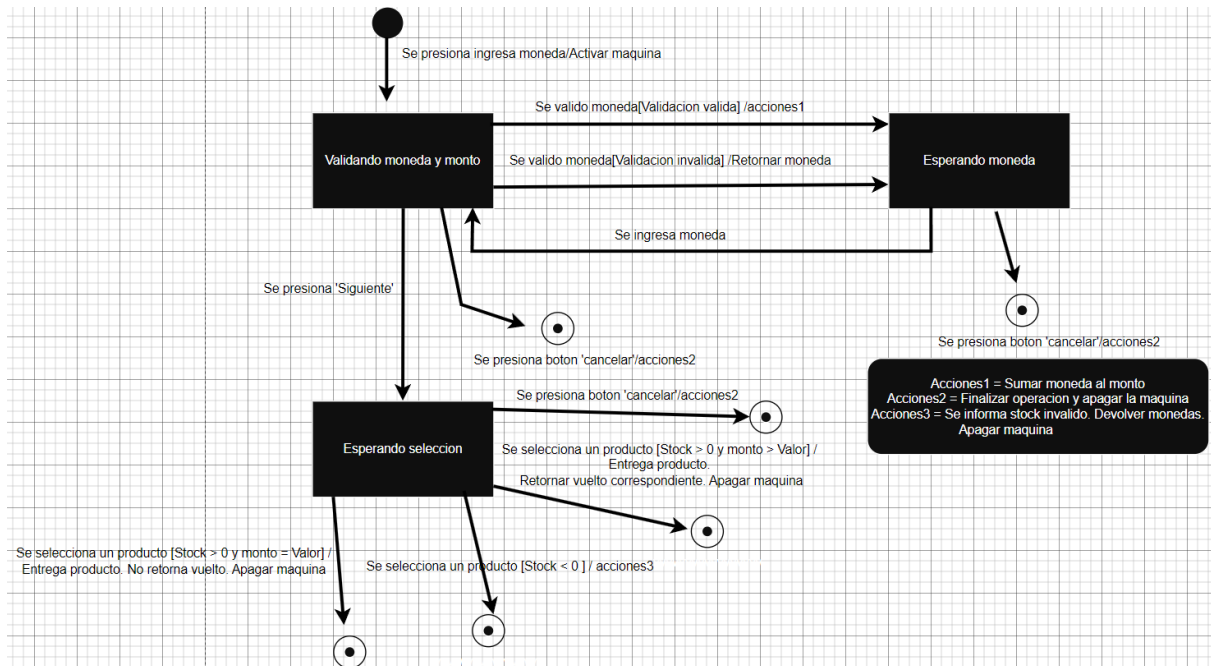 Se presiona ingresa moneda/Activar maquina
Se valido moneda[Validacion valida] /acciones1
Validando moneda y monto
Se valido moneda[Validacion invalida] /Retornar moneda
Esperando moneda
Se ingresa moneda
Se presiona 'Siguiente'
Se presiona boton 'cancelar'/acciones2
Se presiona boton 'cancelar'/acciones2
Acciones1 = Sumar moneda al monto
Acciones2 = Finalizar operacion y apagar la maquina
Acciones3 = Se informa stock invalido. Devolver monedas.
Apagar maquina
Se presiona boton 'cancelar'/acciones2
Esperando seleccion
Se selecciona un producto [Stock > 0 y monto > Valor] /
Entrega producto.
Retornar vuelto correspondiente. Apagar maquina
Se selecciona un producto [Stock > 0 y monto = Valor] /
Entrega producto. No retorna vuelto. Apagar maquina
Se selecciona un producto [Stock < 0 ] / acciones3